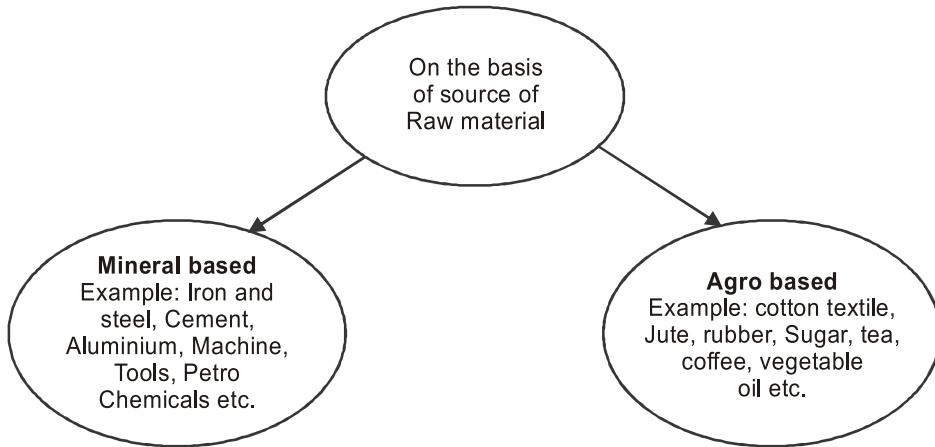 On the basis
of source of
Raw material
Mineral based
Example: Iron and
steel, Cement,
Aluminium, Machine,
Tools, Petro
Chemicals etc.
Agro based
Example: cotton textile,
Jute, rubber, Sugar, tea,
coffee, vegetable
oil etc.